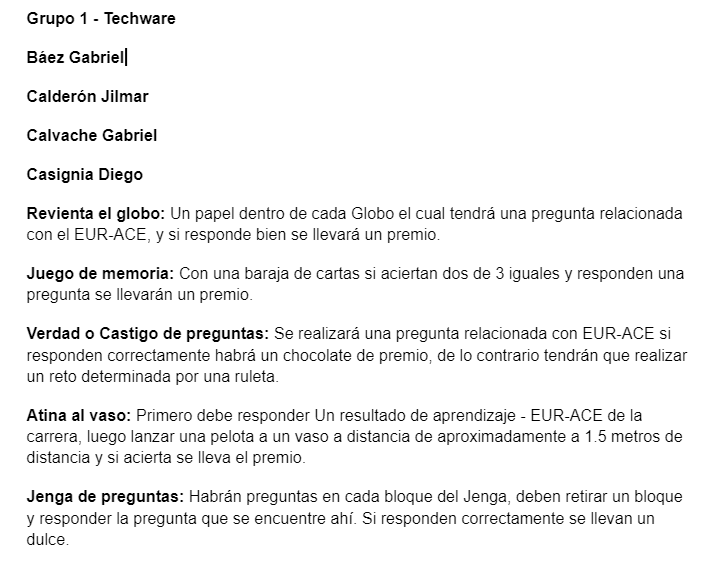 Grupo 1 - Techware
Báez Gabriel
Calderón Jilmar
Calvache Gabriel
Casignia Diego
Revienta el globo: Un papel dentro de cada Globo el cual tendrá una pregunta relacionada
con el EUR-ACE, y si responde bien se llevará un premio.
Juego de memoria: Con una baraja de cartas si aciertan dos de 3 iguales y responden una
pregunta se llevarán un premio.
Verdad o Castigo de preguntas: Se realizará una pregunta relacionada con EUR-ACE si
responden correctamente habrá un chocolate de premio, de lo contrario tendrán que realizar
un reto determinada por una ruleta.
Atina al vaso: Primero debe responder Un resultado de aprendizaje - EUR-ACE de la
carrera, luego lanzar una pelota a un vaso a distancia de aproximadamente a 1.5 metros de
distancia y si acierta se lleva el premio.
Jenga de preguntas: Habrán preguntas en cada bloque del Jenga, deben retirar un bloque
y responder la pregunta que se encuentre ahí. Si responden correctamente se llevan un
dulce.